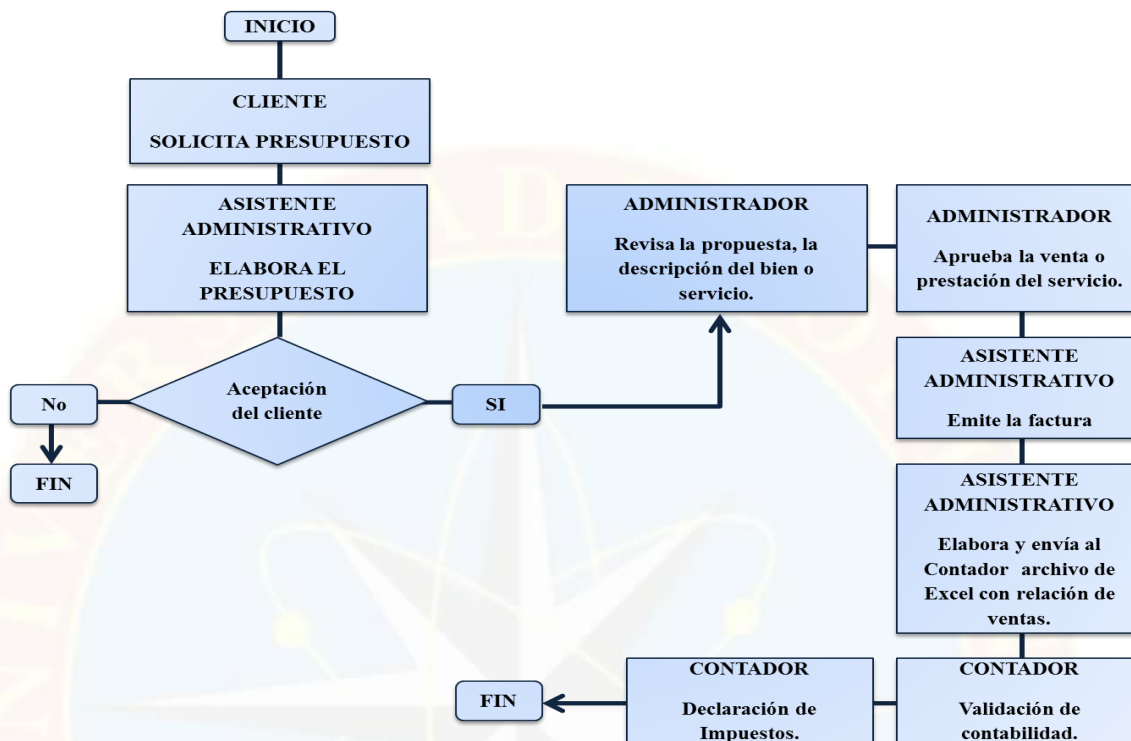 INICIO
CLIENTE
SOLICITA PRESUPUESTO
ASISTENTE
ADMINISTRATIVO
ELABORA EL
PRESUPUESTO
Aceptación
del cliente
No
FIN
SI
ADMINISTRADOR
Revisa la propuesta, la
descripción del bien o
servicio.
ADMINISTRADOR
Aprueba la venta o
prestación del servicio.
ASISTENTE
ADMINISTRATIVO
Emite la factura
ASISTENTE
ADMINISTRATIVO
Elabora y envía al
Contador archivo de
Excel con relación de
ventas.
CONTADOR
Validación de
contabilidad.
CONTADOR
Declaración de
Impuestos.
FIN